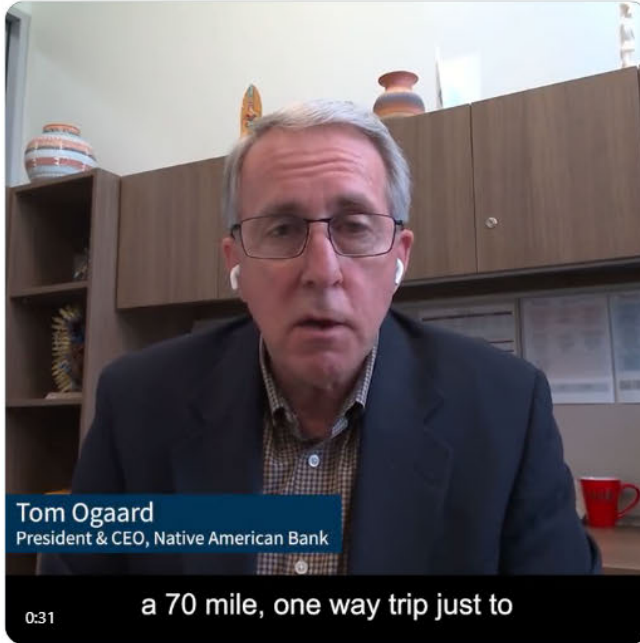 Tom Ogaard
President & CEO, Native American Bank
a 70 mile, one way trip just to
0:31